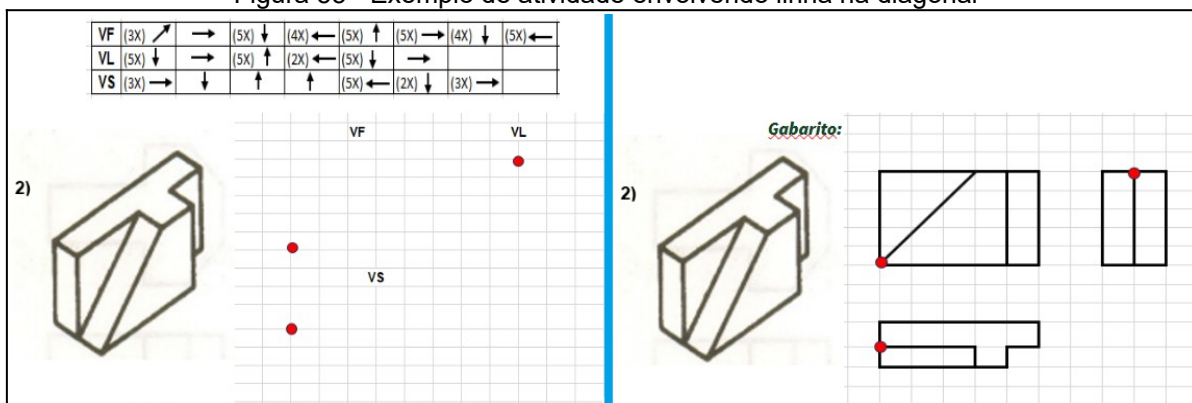 Figura 33 - Exemplo de atividade envolvendo linha na diagonal
VF (3X) ↗ → (5X) ↓ (4X) ← (5X) ↑ (5X) → (4X) ↓ (5X) ←
VL (5X) ↓ → (5X) ↑ (2X) ← (5X) ↓ →
VS (3X) → ↓ ↑ ↑ (5X) ← (2X) ↓ (3X) →
2)
VF VL
VS
Gabarito:
2)